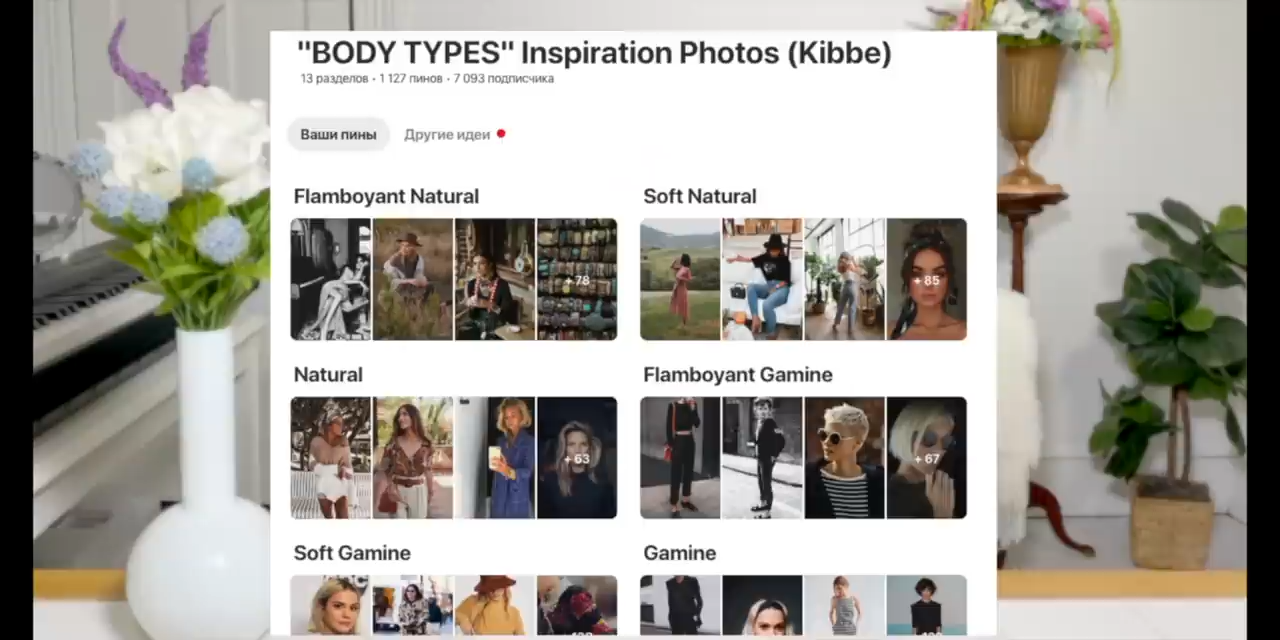 "BODY TYPES" Inspiration Photos (Kibbe)
13 разделов · 1 127 пинов · 7 093 подписчика
Ваши пины
Другие идеи
Flamboyant Natural
Soft Natural
+78
+85
Natural
Flamboyant Gamine
+63
+67
Soft Gamine
Gamine